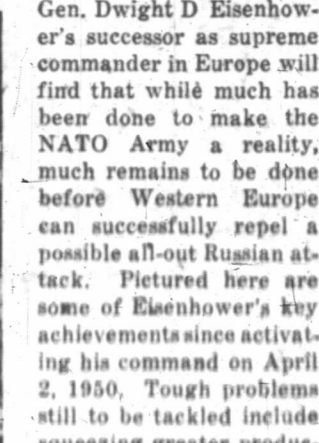 Gen. Dwight D Eisenhow-
er's successor as supreme
commander in Europe will
find that while much has
been done to make the
NATO Army a reality,
much remains to be done
before Western Europe
can successfully repel a
possible all-out Russian at-
tack. Pictured here are
some of Eisenhower's key
achievements since activat-
ing his command on April
2, 1950, Tough problems
still to be tackled include
squeezing greater produc-